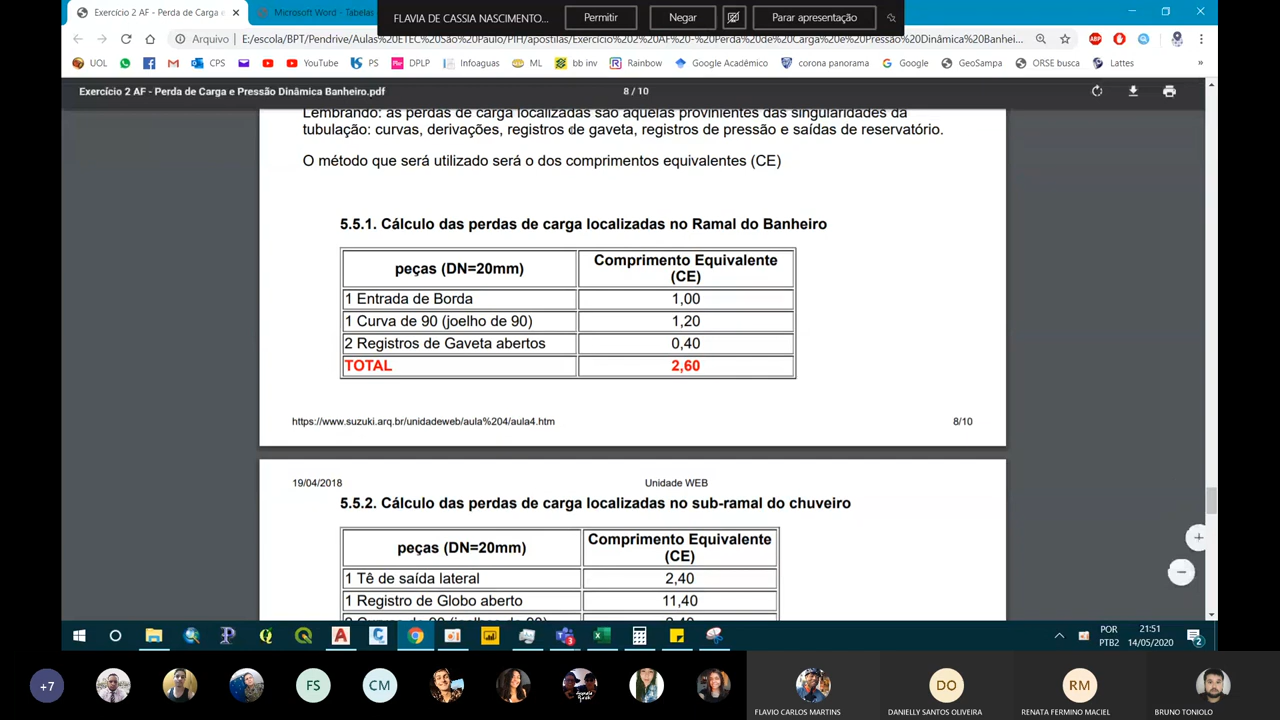 Exercício 2 AF - Perda de Carga e
Microsoft Word - Tabelas
FLAVIA DE CASSIA NASCIMENTO...
Permitir
Negar
Parar apresentação
Arquivo
E:/escola/BPT/Pendrive/Aulas%20ETEC%20São%20Paulo/PIH/apostilas/Exercício%202%20AF%20-%20Perda%20de%20Carga%20e%20Pressão%20Dinâmica%20Banhei...
UOL
CPS
YouTube
PS
DPLP
Infoaguas
ML
bb inv
Rainbow
Google Acadêmico
corona panorama
Google
GeoSampa
ORSE busca
Lattes
»
Exercício 2 AF - Perda de Carga e Pressão Dinâmica Banheiro.pdf
8 / 10
Lembrando: as perdas de carga localizadas são aquelas provinientes das singularidades da
tubulação: curvas, derivações, registros de gaveta, registros de pressão e saídas de reservatório.
O método que será utilizado será o dos comprimentos equivalentes (CE)
5.5.1. Cálculo das perdas de carga localizadas no Ramal do Banheiro
peças (DN=20mm)
Comprimento Equivalente
(CE)
1 Entrada de Borda
1,00
1 Curva de 90 (joelho de 90)
1,20
2 Registros de Gaveta abertos
0,40
TOTAL
2,60
https://www.suzuki.arq.br/unidadeweb/aula%204/aula4.htm
8/10
19/04/2018
Unidade WEB
5.5.2. Cálculo das perdas de carga localizadas no sub-ramal do chuveiro
peças (DN=20mm)
Comprimento Equivalente
(CE)
1 Tê de saída lateral
2,40
1 Registro de Globo aberto
11,40
POR
PTB2
21:51
14/05/2020
+7
FS
CM
DO
RM
FLAVIO CARLOS MARTINS
DANIELLY SANTOS OLIVEIRA
RENATA FERMINO MACIEL
BRUNO TONIOLO